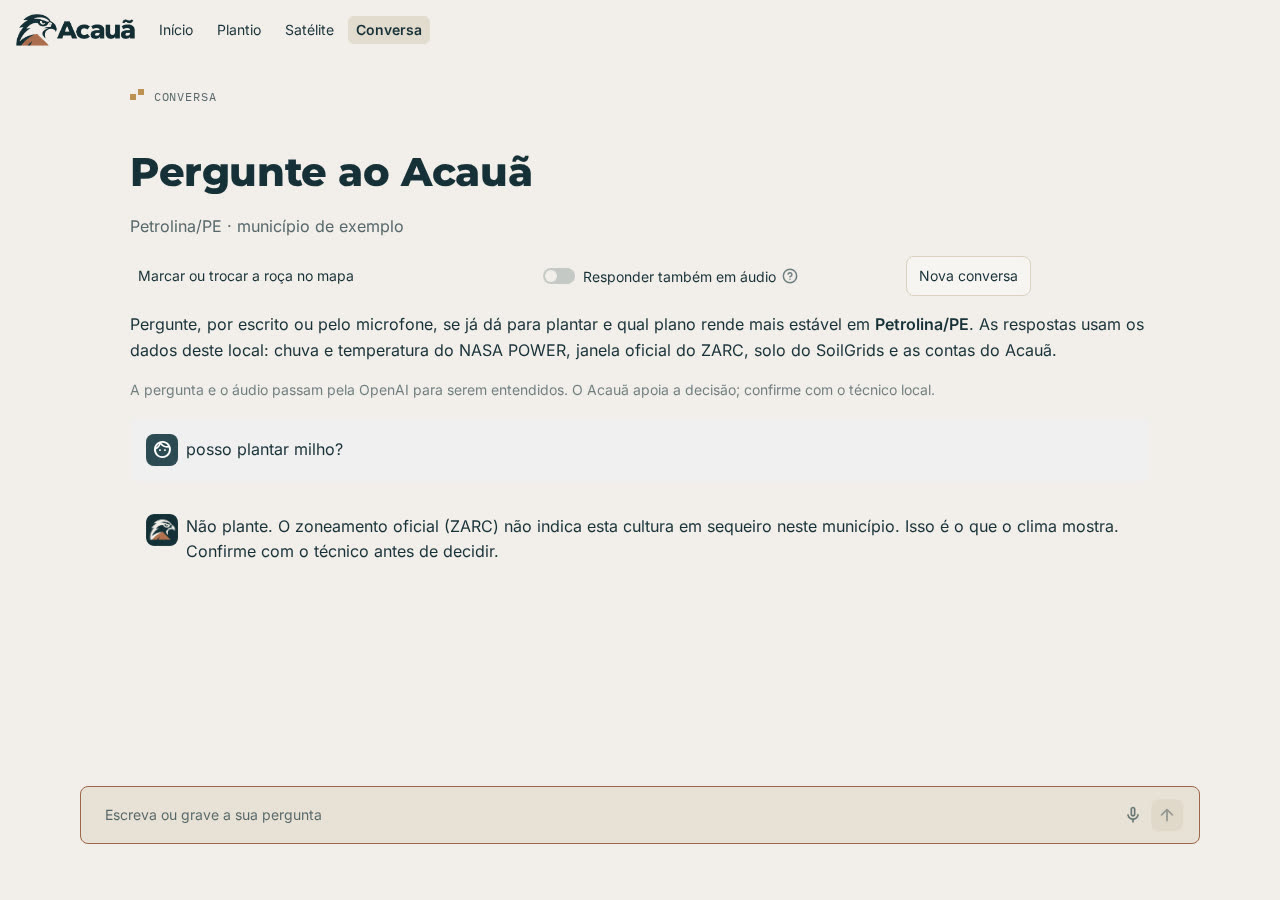 Acauã
Início
Plantio
Satélite
Conversa
CONVERSA
Pergunte ao Acauã
Petrolina/PE · município de exemplo
Marcar ou trocar a roça no mapa
Responder também em áudio
Nova conversa
Pergunte, por escrito ou pelo microfone, se já dá para plantar e qual plano rende mais estável em Petrolina/PE. As respostas usam os
dados deste local: chuva e temperatura do NASA POWER, janela oficial do ZARC, solo do SoilGrids e as contas do Acauã.
A pergunta e o áudio passam pela OpenAI para serem entendidos. O Acauã apoia a decisão; confirme com o técnico local.
posso plantar milho?
Não plante. O zoneamento oficial (ZARC) não indica esta cultura em sequeiro neste município. Isso é o que o clima mostra.
Confirme com o técnico antes de decidir.
Escreva ou grave a sua pergunta